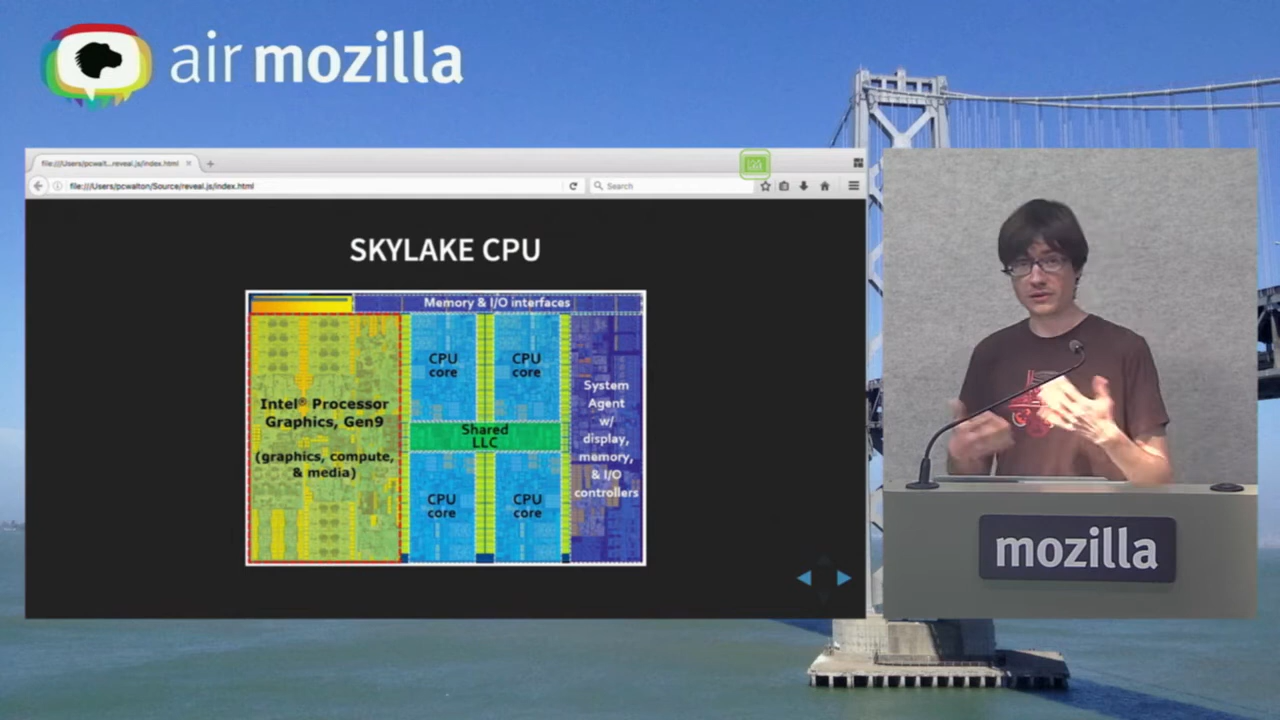 air mozilla
file:///Users/pcwalt...reveal.js/index.html
file:///Users/pcwalton/Source/reveal.js/index.html
Search
SKYLAKE CPU
Memory & I/O interfaces
Intel® Processor
Graphics, Gen9
(graphics, compute,
& media)
CPU
core
CPU
core
Shared
LLC
CPU
core
CPU
core
System
Agent
w/
display,
memory,
& I/O
controllers
mozilla